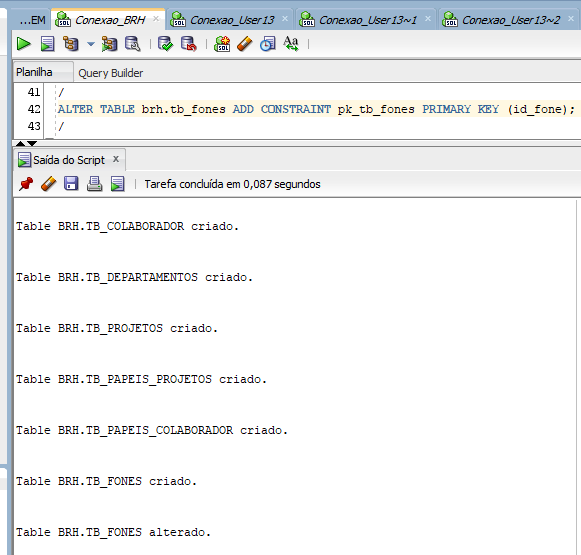 ...EM Conexao_BRH × Conexao_User13 × Conexao_User13~1 × Conexao_User13~2 ×
Planilha Query Builder
41 /
42 ALTER TABLE brh.tb_fones ADD CONSTRAINT pk_tb_fones PRIMARY KEY (id_fone);
43 /
Saída do Script ×
Tarefa concluída em 0,087 segundos
Table BRH.TB_COLABORADOR criado.
Table BRH.TB_DEPARTAMENTOS criado.
Table BRH.TB_PROJETOS criado.
Table BRH.TB_PAPEIS_PROJETOS criado.
Table BRH.TB_PAPEIS_COLABORADOR criado.
Table BRH.TB_FONES criado.
Table BRH.TB_FONES alterado.